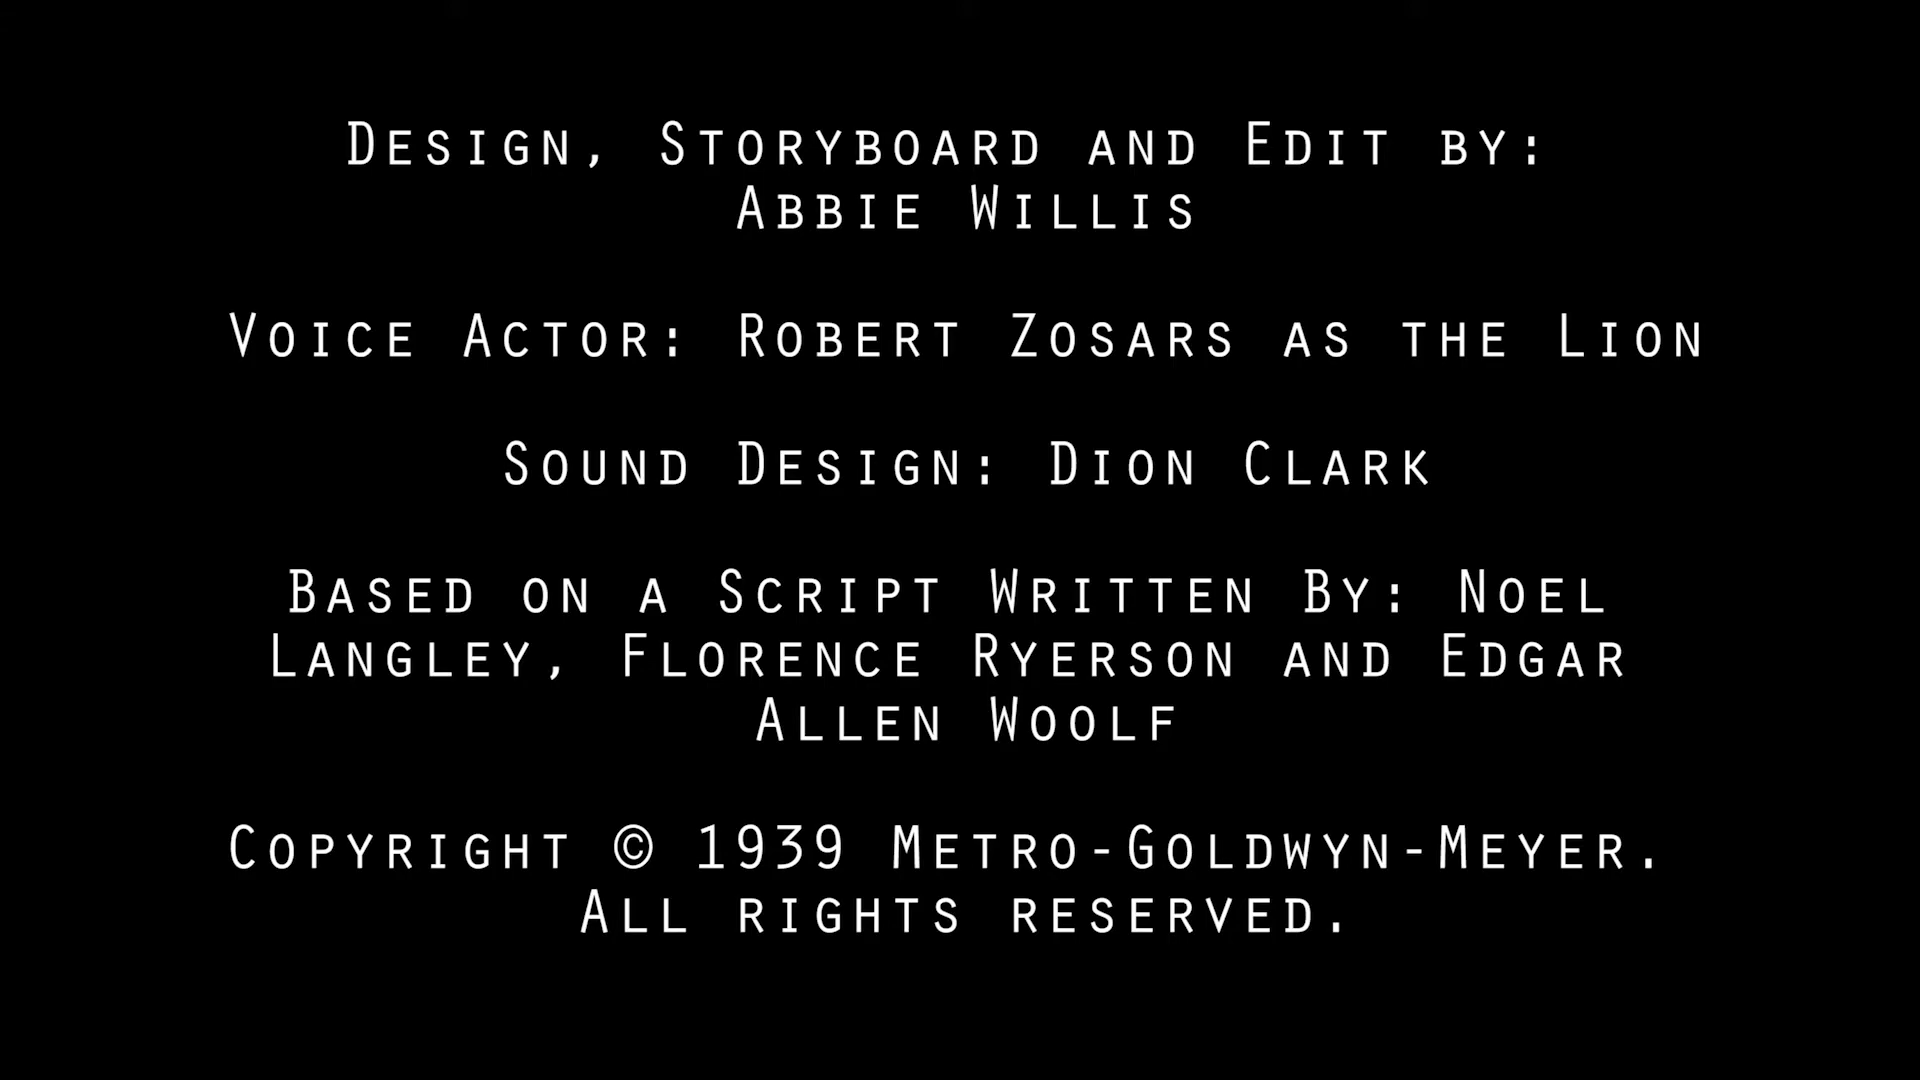 Design, Storyboard and Edit by:
Abbie Willis
Voice Actor: Robert Zosars as the Lion
Sound Design: Dion Clark
Based on a Script Written By: Noel
Langley, Florence Ryerson and Edgar
Allen Woolf
Copyright © 1939 Metro-Goldwyn-Meyer.
All rights reserved.